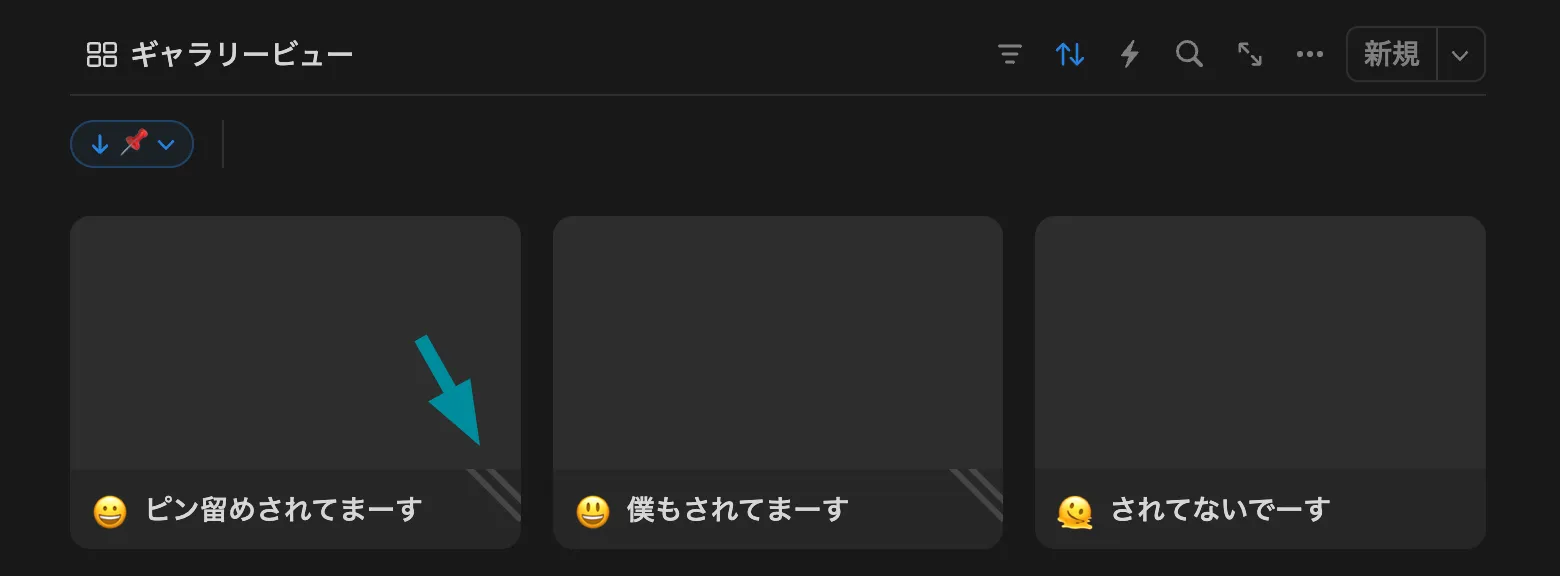 ギャラリービュー
新規
ピン留めされてまーす
僕もされてまーす
されてないでーす